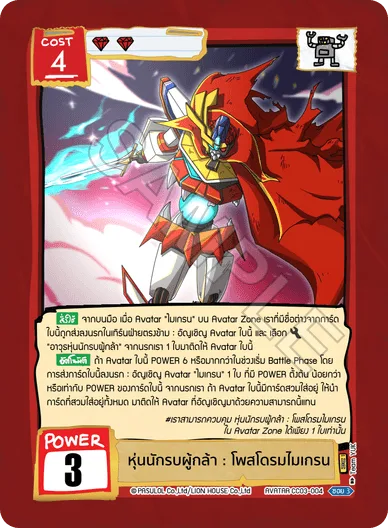 COST
4
สั่ง จากบนมือ เมื่อ Avatar "ไมเกรน" บน Avatar Zone เราที่มีชื่อต่างจากการ์ด
ใบนี้ถูกส่งลงนรกในเทิร์นฝ่ายตรงข้าม : อัญเชิญ Avatar ใบนี้ และ เลือก
"อาวุธหุ่นนักรบผู้กล้า" จากนรกเรา 1 ใบติดให้ Avatar ใบนี้
อัตโนมัติ ถ้า Avatar ใบนี้ POWER 6 หรือมากกว่าในช่วงเริ่ม Battle Phase โดย
การส่งการ์ดใบนี้ลงนรก : อัญเชิญ Avatar "ไมเกรน" 1 ใบ ที่มี POWER ตั้งต้น น้อยกว่า
หรือเท่ากับ POWER ของการ์ดใบนี้จากนรกเรา ถ้า Avatar ใบนี้มีการ์ดสวมใส่อยู่ ให้นำ
การ์ดที่สวมใส่อยู่ทั้งหมด มาติดให้ Avatar ที่อัญเชิญมาด้วยความสามารถนี้แทน
#เราสามารถควบคุม หุ่นนักรบผู้กล้า : โพสโดรมไมเกรน
ใน Avatar Zone ได้เพียง 1 ใบเท่านั้น
POWER
3
หุ่นนักรบผู้กล้า : โพสโดรมไมเกรน
© PASULOL Co.,Ltd/LION HOUSE Co.,Ltd AVATAR CC03-004 ซอย 3
SAMPLE